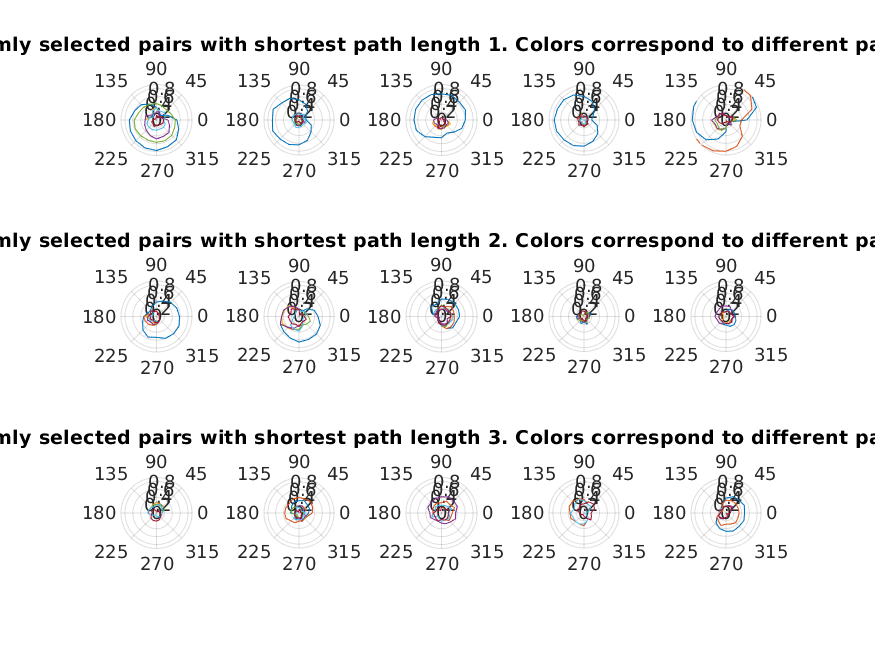 mly selected pairs with shortest path length 1. Colors correspond to different pa
90 90 90 90 90
135 45 135 45 135 45 135 45 135 45
0.8 0.8 0.8 0.8 0.8
0.6 0.6 0.6 0.6 0.6
0.4 0.4 0.4 0.4 0.4
0.2 0.2 0.2 0.2 0.2
180 0 0 180 0 0 180 0 0 180 0 0 180 0 0
225 315 225 315 225 315 225 315 225 315
270 270 270 270 270
mly selected pairs with shortest path length 2. Colors correspond to different pa
90 90 90 90 90
135 45 135 45 135 45 135 45 135 45
0.8 0.8 0.8 0.8 0.8
0.6 0.6 0.6 0.6 0.6
0.4 0.4 0.4 0.4 0.4
0.2 0.2 0.2 0.2 0.2
180 0 0 180 0 0 180 0 0 180 0 0 180 0 0
225 315 225 315 225 315 225 315 225 315
270 270 270 270 270
mly selected pairs with shortest path length 3. Colors correspond to different pa
90 90 90 90 90
135 45 135 45 135 45 135 45 135 45
0.8 0.8 0.8 0.8 0.8
0.6 0.6 0.6 0.6 0.6
0.4 0.4 0.4 0.4 0.4
0.2 0.2 0.2 0.2 0.2
180 0 0 180 0 0 180 0 0 180 0 0 180 0 0
225 315 225 315 225 315 225 315 225 315
270 270 270 270 270